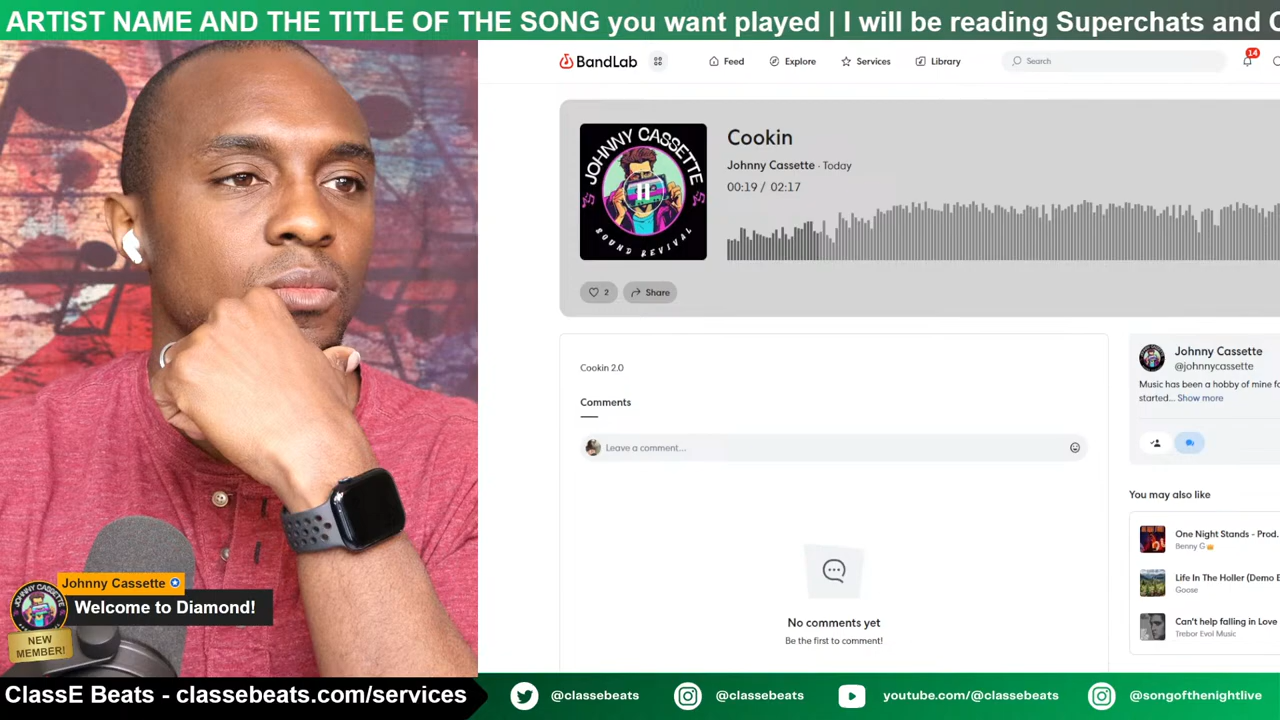 ARTIST NAME AND THE TITLE OF THE SONG you want played | I will be reading Superchats and
BandLab
Feed
Explore
Services
Library
Search
14
JOHNNY CASSETTE
SOUND REVIVAL
Cookin
Johnny Cassette · Today
00:19 / 02:17
2
Share
Cookin 2.0
Comments
Leave a comment...
No comments yet
Be the first to comment!
Johnny Cassette
@johnnycassette
Music has been a hobby of mine
started... Show more
You may also like
One Night Stands - Prod.
Benny G
Life In The Holler (Demo
Goose
Can't help falling in Love
Trebor Evol Music
Johnny Cassette
Welcome to Diamond!
NEW
MEMBER!
ClassE Beats - classebeats.com/services
@classebeats
@classebeats
youtube.com/@classebeats
@songofthenightlive